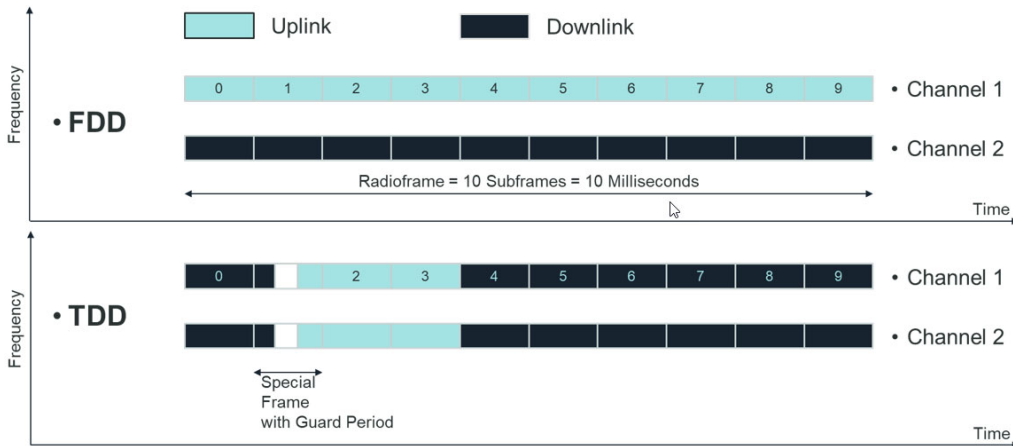 Uplink
Downlink
Frequency
• FDD
0 1 2 3 4 5 6 7 8 9
• Channel 1
• Channel 2
Radioframe = 10 Subframes = 10 Milliseconds
Time
Frequency
• TDD
0 2 3 4 5 6 7 8 9
• Channel 1
• Channel 2
Special
Frame
with Guard Period
Time